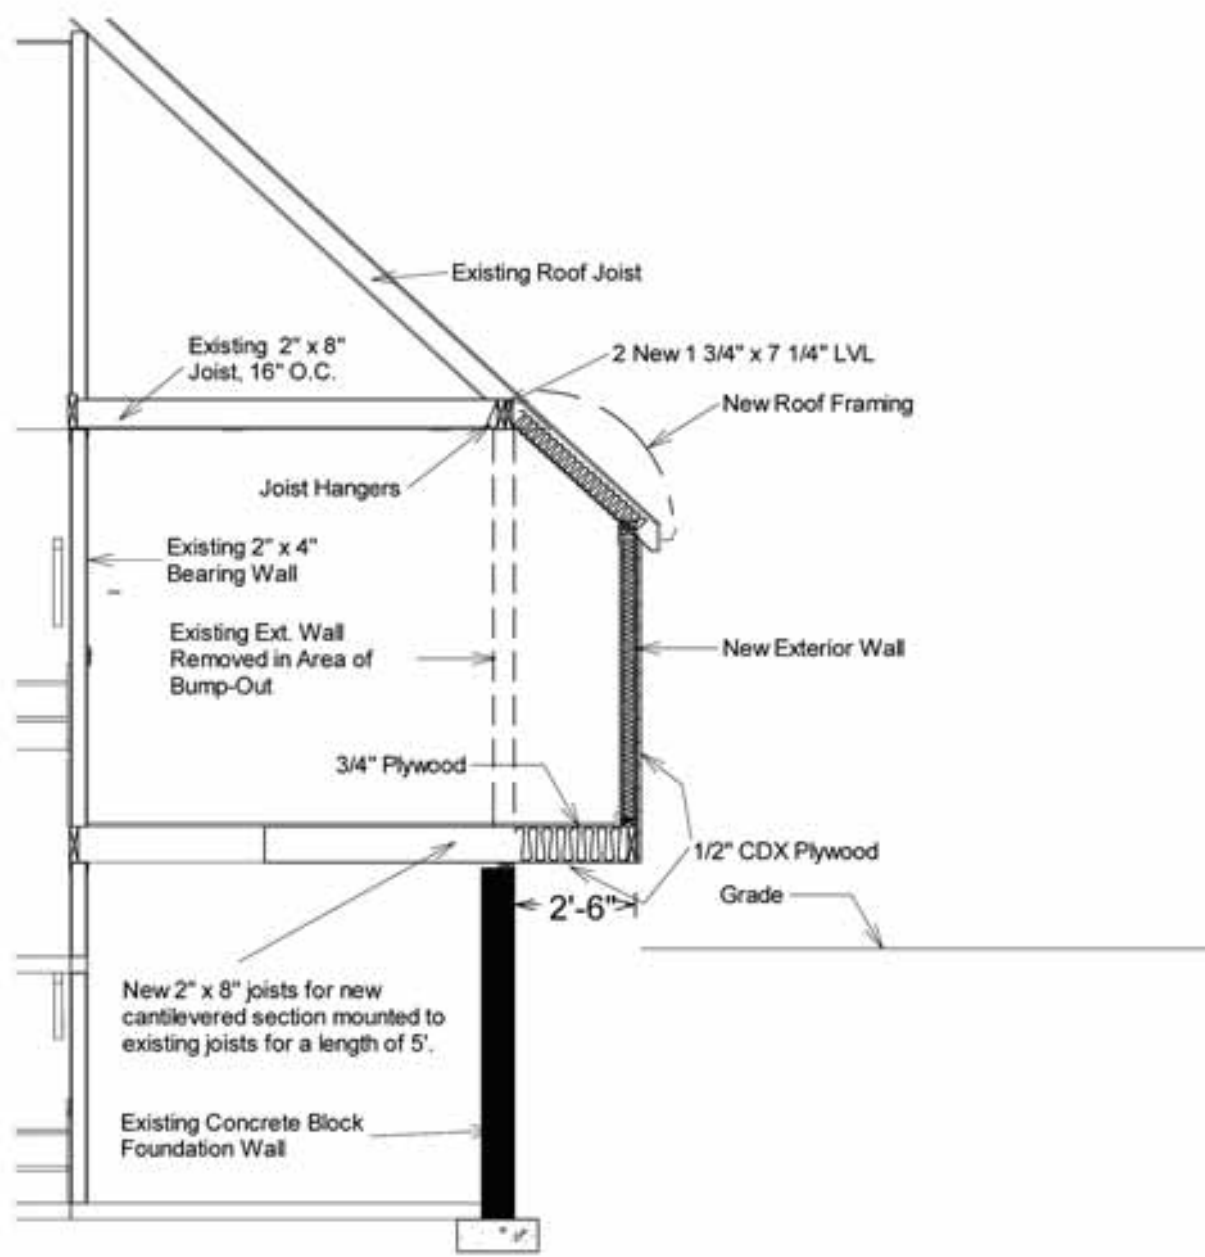 Existing Roof Joist
Existing 2" x 8"
Joist, 16" O.C.
2 New 1 3/4" x 7 1/4" LVL
New Roof Framing
Joist Hangers
Existing 2" x 4"
Bearing Wall
Existing Ext. Wall
Removed in Area of
Bump-Out
New Exterior Wall
3/4" Plywood
1/2" CDX Plywood
Grade
2'-6"
New 2" x 8" joists for new
cantilevered section mounted to
existing joists for a length of 5'.
Existing Concrete Block
Foundation Wall